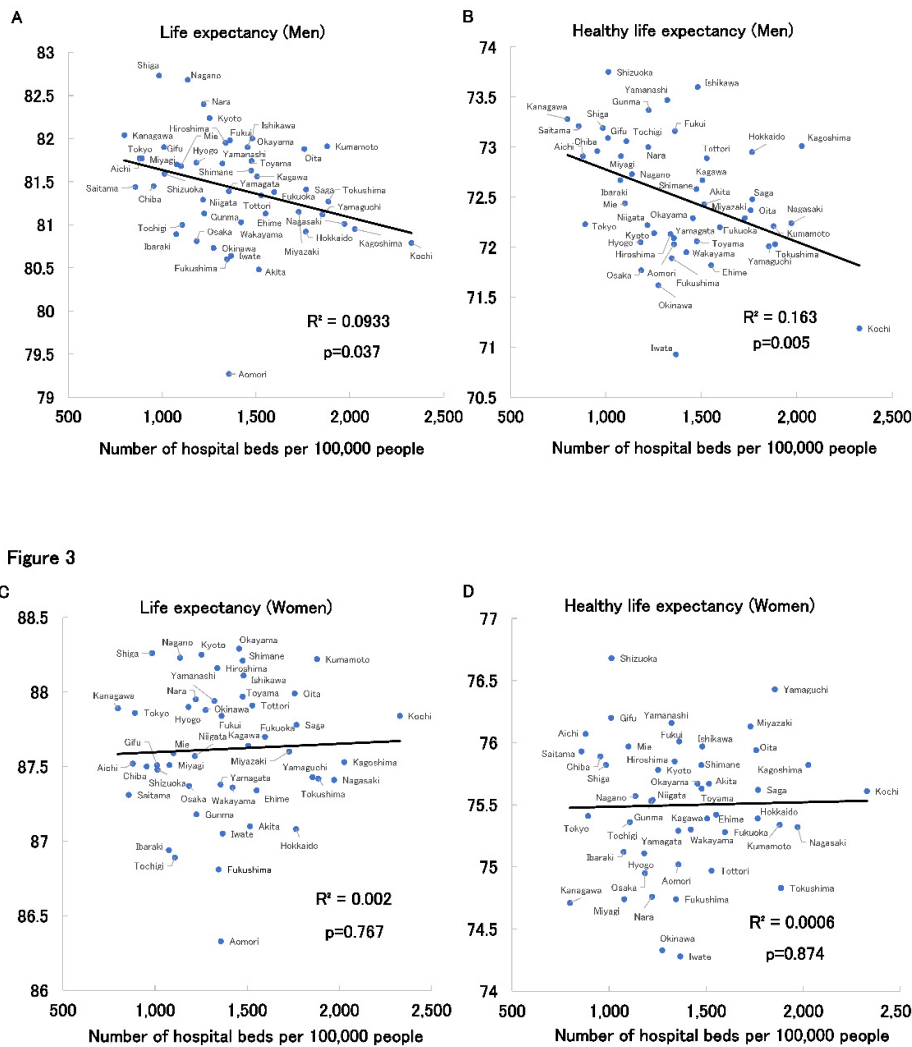 A
Life expectancy (Men)
83
82.5
82
81.5
81
80.5
80
79.5
79
500
1,000
1,500
2,000
2,500
Shiga
Nagano
Nara
Kyoto
Hiroshima
Mie
Fukui
Ishikawa
Okayama
Kumamoto
Oita
Kanagawa
Tokyo
Gifu
Miyagi
Hyogo
Yamanashi
Toyama
Aichi
Shimane
Kagawa
Saitama
Shizuoka
Chiba
Yamagata
Fukuoka
Saga
Tokushima
Niigata
Tottori
Yamaguchi
Gunma
Ehime
Nagasaki
Tochigi
Wakayama
Hokkaido
Kagoshima
Ibaraki
Osaka
Okinawa
Miyazaki
Kochi
Iwate
Fukushima
Akita
Aomori
R² = 0.0933
p=0.037
Number of hospital beds per 100,000 people
B
Healthy life expectancy (Men)
74
73.5
73
72.5
72
71.5
71
70.5
500
1,000
1,500
2,000
2,500
Shizuoka
Ishikawa
Yamanashi
Gunma
Kanagawa
Shiga
Saitama
Gifu
Tochigi
Fukui
Hokkaido
Kagoshima
Chiba
Nara
Aichi
Miyagi
Tottori
Nagano
Kagawa
Shimane
Ibaraki
Akita
Saga
Mie
Miyazaki
Oita
Nagasaki
Okayama
Niigata
Tokyo
Kyoto
Yamagata
Fukuoka
Kumamoto
Hyogo
Toyama
Hiroshima
Wakayama
Tokushima
Yamaguchi
Osaka
Aomori
Ehime
Fukushima
Okinawa
Iwate
Kochi
R² = 0.163
p=0.005
Number of hospital beds per 100,000 people
Figure 3
C
Life expectancy (Women)
88.5
88
87.5
87
86.5
86
500
1,000
1,500
2,000
2,500
Okayama
Nagano
Kyoto
Shiga
Shimane
Kumamoto
Hiroshima
Yamanashi
Ishikawa
Nara
Toyama
Oita
Kanagawa
Tokyo
Okinawa
Tottori
Hyogo
Kochi
Fukui
Fukuoka
Saga
Niigata
Kagawa
Gifu
Mie
Miyazaki
Aichi
Miyagi
Kagoshima
Chiba
Yamaguchi
Shizuoka
Yamagata
Nagasaki
Tokushima
Saitama
Osaka
Wakayama
Ehime
Gunma
Akita
Iwate
Hokkaido
Ibaraki
Tochigi
Fukushima
Aomori
R² = 0.002
p=0.767
Number of hospital beds per 100,000 people
D
Healthy life expectancy (Women)
77
76.5
76
75.5
75
74.5
74
500
1,000
1,500
2,000
2,50
Shizuoka
Yamaguchi
Gifu
Yamanashi
Miyazaki
Aichi
Fukui
Mie
Ishikawa
Oita
Saitama
Hiroshima
Chiba
Kyoto
Shimane
Kagoshima
Shiga
Okayama
Akita
Nagano
Niigata
Toyama
Saga
Kochi
Hokkaido
Tokyo
Kagawa
Ehime
Tochigi
Fukuoka
Yamagata
Wakayama
Kumamoto
Nagasaki
Ibaraki
Hyogo
Aomori
Tottori
Osaka
Tokushima
Kanagawa
Miyagi
Nara
Fukushima
Okinawa
Iwate
R² = 0.0006
p=0.874
Number of hospital beds per 100,000 people